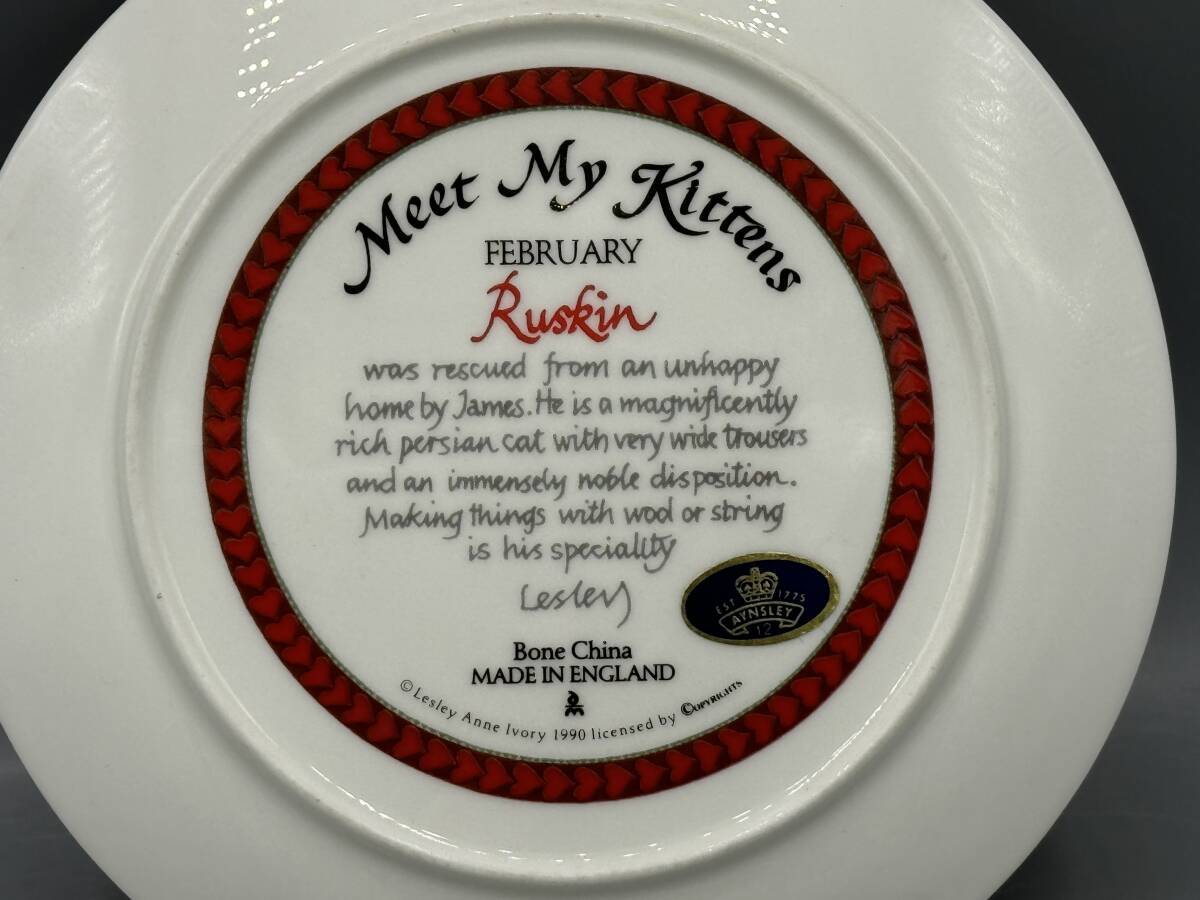 Meet My Kittens
FEBRUARY
Ruskin
was rescued from an unhappy
home by James. He is a magnificently
rich persian cat with very wide trousers
and an immensely noble disposition.
Making things with wool or string
is his speciality
Lesley
EST 1775
AYNSLEY
12
Bone China
MADE IN ENGLAND
© Lesley Anne Ivory 1990 licensed by ©OPYRIGHTS